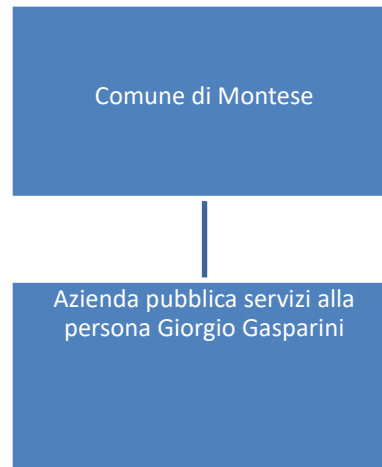 Comune di Montese
Azienda pubblica servizi alla
persona Giorgio Gasparini